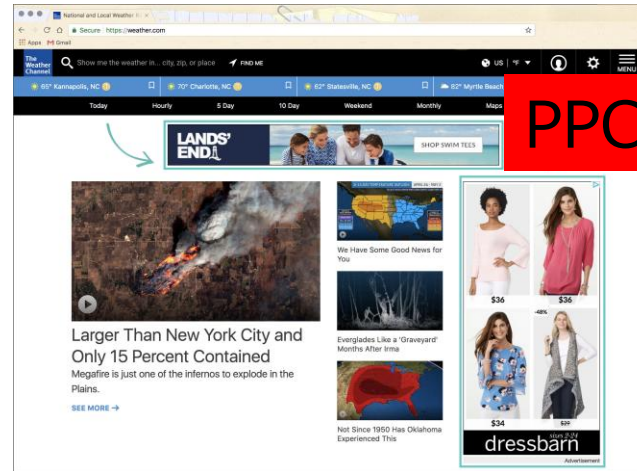 National and Local Weather
Secure https://weather.com
Apps Gmail
The
Weather
Channel
Show me the weather in... city, zip, or place
FIND ME
US | °F
MENU
65° Kannapolis, NC
70° Charlotte, NC
62° Statesville, NC
82° Myrtle Beach
Today Hourly 5 Day 10 Day Weekend Monthly Maps
PPC
LANDS'
END
SHOP SWIM TEES
We Have Some Good News for
You
Larger Than New York City and
Only 15 Percent Contained
Megafire is just one of the infernos to explode in the
Plains.
SEE MORE →
Everglades Like a 'Graveyard'
Months After Irma
Not Since 1950 Has Oklahoma
Experienced This
$36 $36
-48%
$34 $29
sizes 2-24
dressbarn
Advertisement